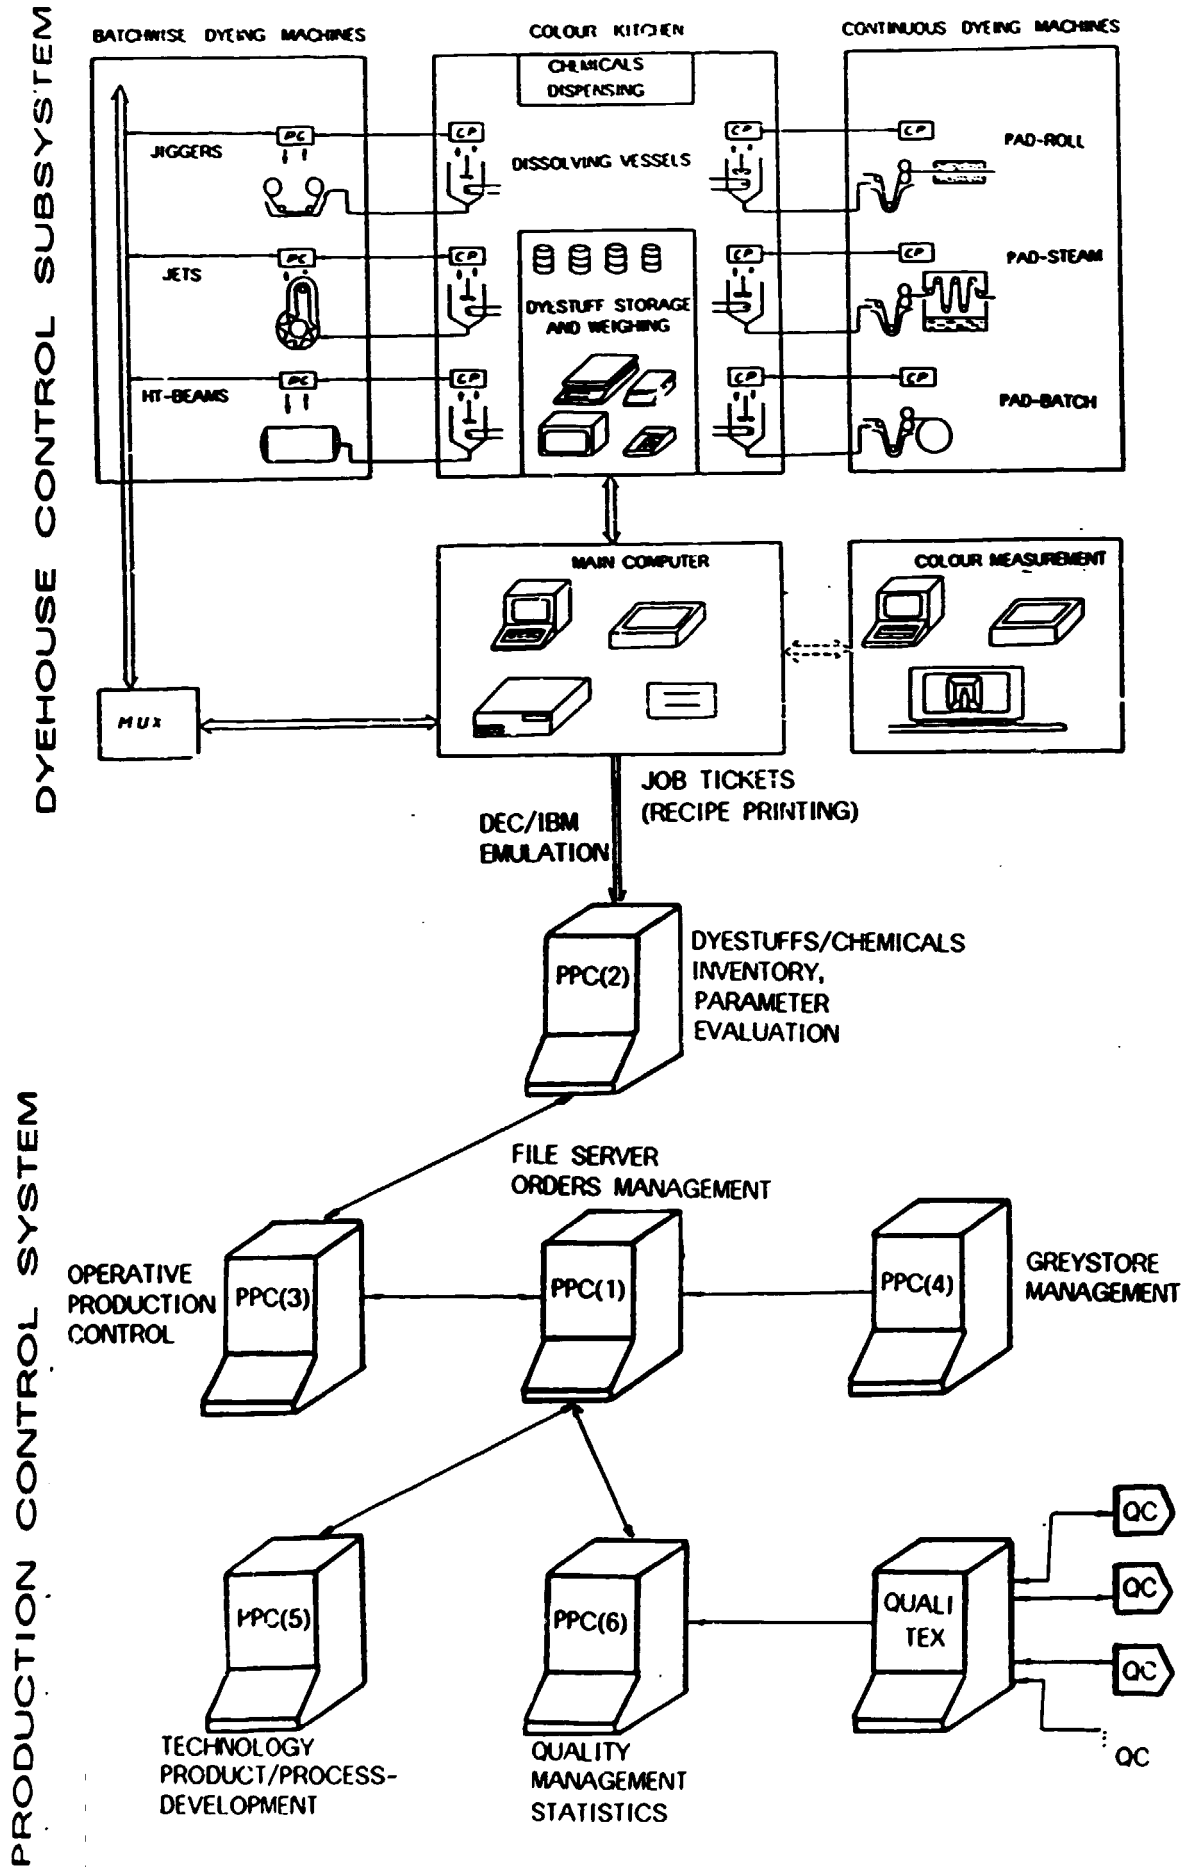 DYEHOUSE CONTROL SUBSYSTEM
BATCHWISE DYEING MACHINES
COLOUR KITCHEN
CONTINUOUS DYEING MACHINES
CHEMICALS
DISPENSING
PC
CP
CP
CP
JIGGERS
DISSOLVING VESSELS
PAD-ROLL
PC
CP
CP
CP
JETS
PAD-STEAM
DYESTUFF STORAGE
AND WEIGHING
PC
CP
CP
CP
HT-BEAMS
PAD-BATCH
MAIN COMPUTER
COLOUR MEASUREMENT
MUX
JOB TICKETS
(RECIPE PRINTING)
DEC/IBM
EMULATION
PPC(2)
DYESTUFFS/CHEMICALS
INVENTORY,
PARAMETER
EVALUATION
PRODUCTION CONTROL SYSTEM
FILE SERVER
ORDERS MANAGEMENT
OPERATIVE
PRODUCTION
CONTROL
PPC(3)
PPC(1)
PPC(4)
GREYSTORE
MANAGEMENT
PPC(5)
PPC(6)
QUALI
TEX
QC
QC
QC
QC
TECHNOLOGY
PRODUCT/PROCESS-
DEVELOPMENT
QUALITY
MANAGEMENT
STATISTICS